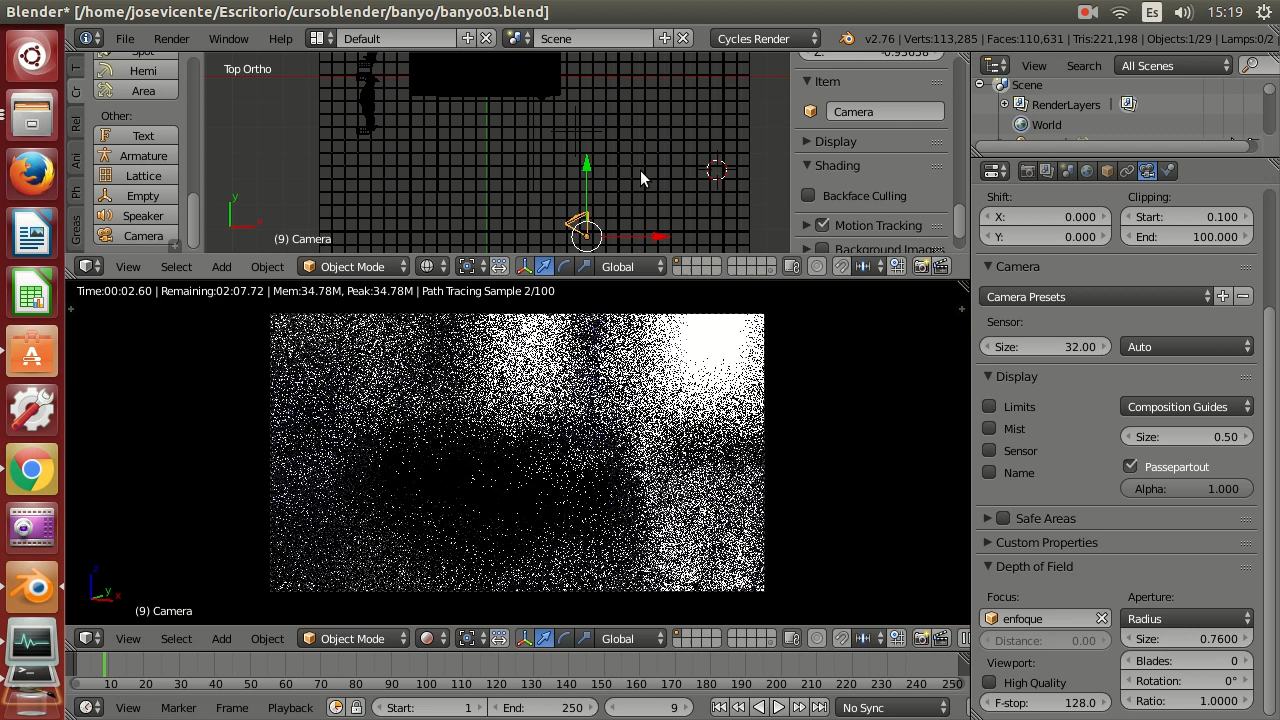 Blender* [/home/josevicente/Escritorio/cursoblender/banyo/banyo03.blend]
Es
15:19
File
Render
Window
Help
Default
Scene
Cycles Render
v2.76 | Verts:113,285 | Faces:110,631 | Tris:221,198 | Objects:1/29 | Lamps:0/2
Hemi
Area
Other:
Text
Armature
Lattice
Empty
Speaker
Camera
T
Cr
Rel
Ani
Ph
Greas
Top Ortho
y
x
(9) Camera
Item
Camera
Display
Shading
Backface Culling
Motion Tracking
Background Images
View
Search
All Scenes
Scene
RenderLayers
World
View
Select
Add
Object
Object Mode
Global
Time:00:02.60 | Remaining:02:07.72 | Mem:34.78M, Peak:34.78M | Path Tracing Sample 2/100
z
y
x
(9) Camera
View
Select
Add
Object
Object Mode
Global
10 20 30 40 50 60 70 80 90 100 110 120 130 140 150 160 170 180 190 200 210 220 230 240 250
View
Marker
Frame
Playback
Start: 1
End: 250
9
No Sync
Shift:
Clipping:
X: 0.000
Start: 0.100
Y: 0.000
End: 100.000
Camera
Camera Presets
Sensor:
Size: 32.00
Auto
Display
Limits
Composition Guides
Mist
Size: 0.50
Sensor
Passepartout
Name
Alpha: 1.000
Safe Areas
Custom Properties
Depth of Field
Focus:
Aperture:
enfoque
Radius
Distance: 0.00
Size: 0.7600
Viewport:
Blades: 0
High Quality
Rotation: 0°
F-stop: 128.0
Ratio: 1.0000